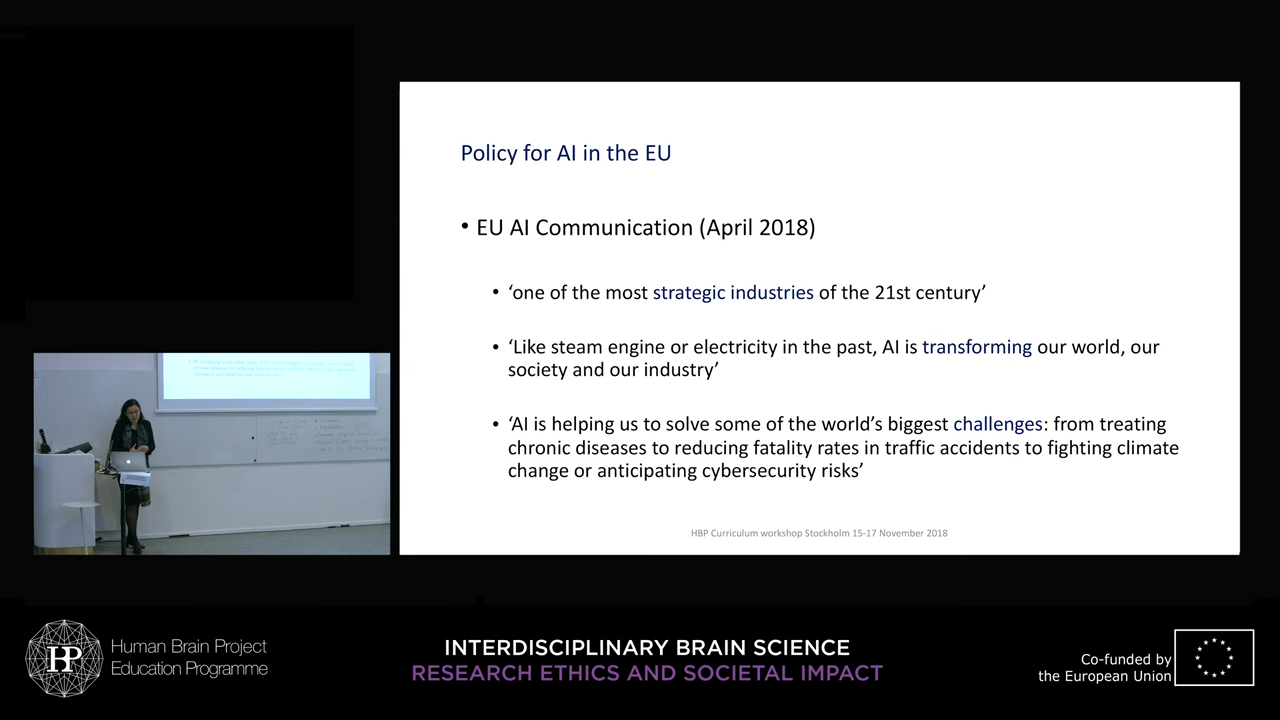 Policy for AI in the EU
• EU AI Communication (April 2018)
• ‘one of the most strategic industries of the 21st century’
• ‘Like steam engine or electricity in the past, AI is transforming our world, our
society and our industry’
• ‘AI is helping us to solve some of the world’s biggest challenges: from treating
chronic diseases to reducing fatality rates in traffic accidents to fighting climate
change or anticipating cybersecurity risks’
HBP Curriculum workshop Stockholm 15-17 November 2018
HP
Human Brain Project
Education Programme
INTERDISCIPLINARY BRAIN SCIENCE
RESEARCH ETHICS AND SOCIETAL IMPACT
Co-funded by
the European Union